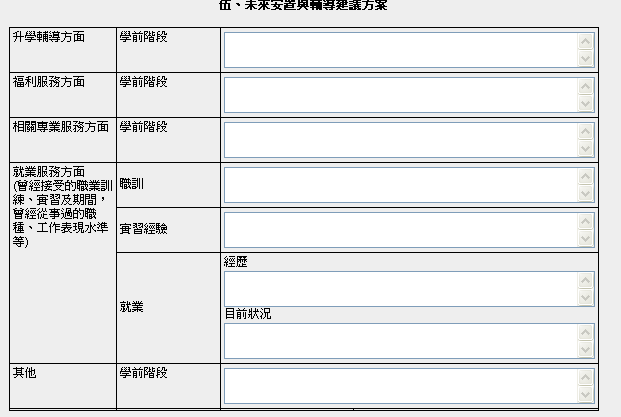 伍、未來安置與輔導建議方案
升學輔導方面 學前階段
福利服務方面 學前階段
相關專業服務方面 學前階段
就業服務方面
(曾經接受的職業訓
練、實習及期間，
曾經從事過的職
種、工作表現水準
等)
職訓
實習經驗
就業
經歷
目前狀況
其他 學前階段